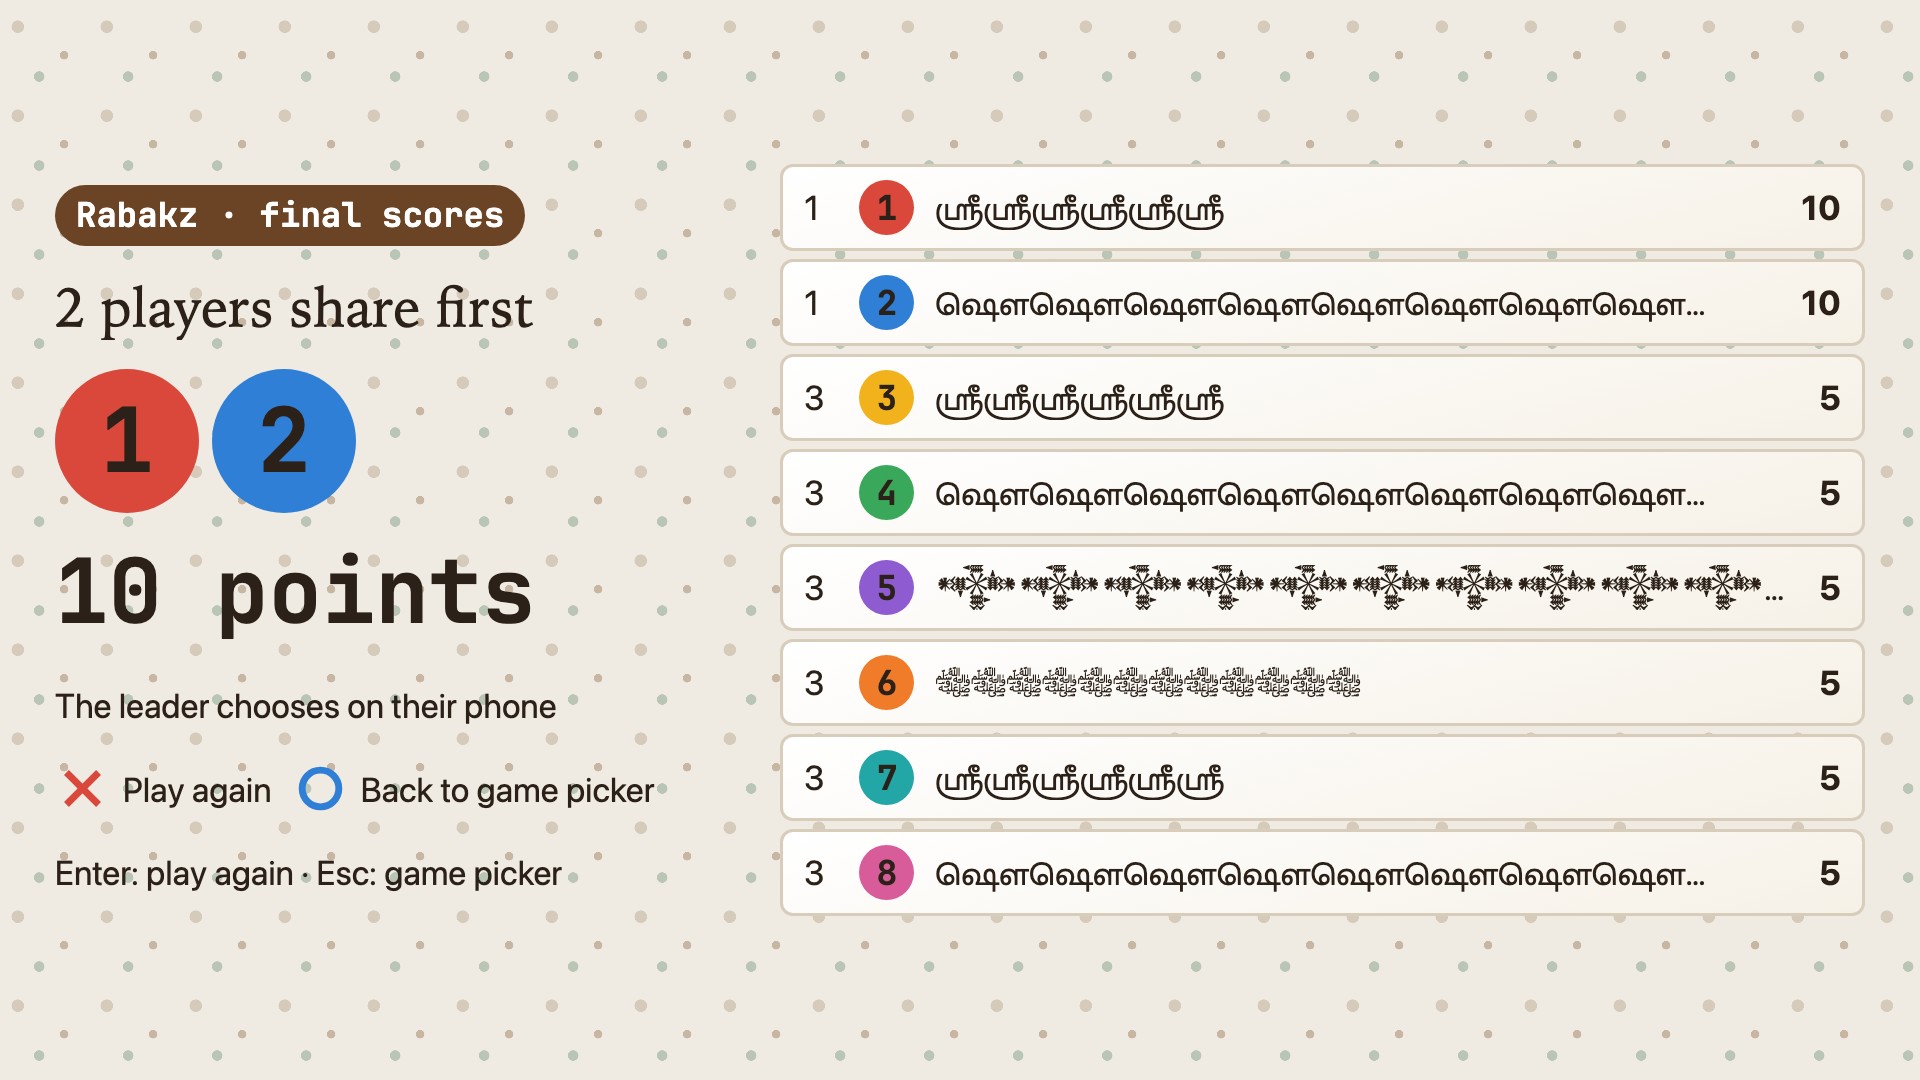 Rabakz · final scores
2 players share first
1 2
10 points
The leader chooses on their phone
Play again Back to game picker
Enter: play again · Esc: game picker
1 1 ஸ்ரீஸ்ரீஸ்ரீஸ்ரீஸ்ரீஸ்ரீ 10
1 2 ஷௌஷௌஷௌஷௌஷௌஷௌஷௌஷௌ… 10
3 3 ஸ்ரீஸ்ரீஸ்ரீஸ்ரீஸ்ரீஸ்ரீ 5
3 4 ஷௌஷௌஷௌஷௌஷௌஷௌஷௌஷௌ… 5
3 5 … 5
3 6 5
3 7 ஸ்ரீஸ்ரீஸ்ரீஸ்ரீஸ்ரீஸ்ரீ 5
3 8 ஷௌஷௌஷௌஷௌஷௌஷௌஷௌஷௌ… 5